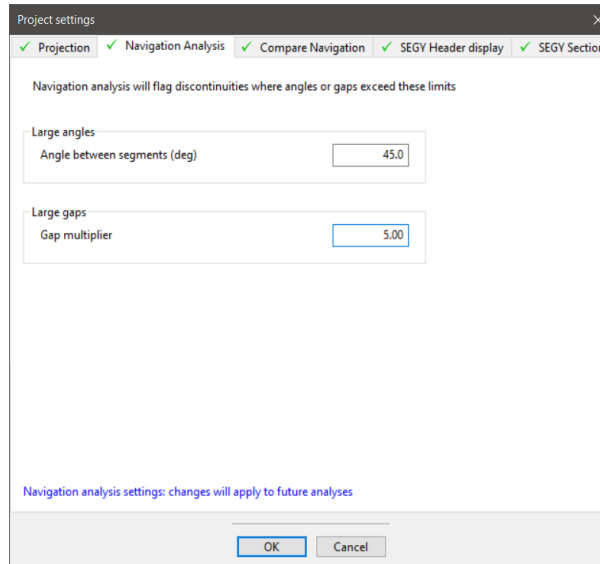 Project settings
Projection
Navigation Analysis
Compare Navigation
SEGY Header display
SEGY Section
Navigation analysis will flag discontinuities where angles or gaps exceed these limits
Large angles
Angle between segments (deg) 45.0
Large gaps
Gap multiplier 5.00
Navigation analysis settings: changes will apply to future analyses
OK Cancel